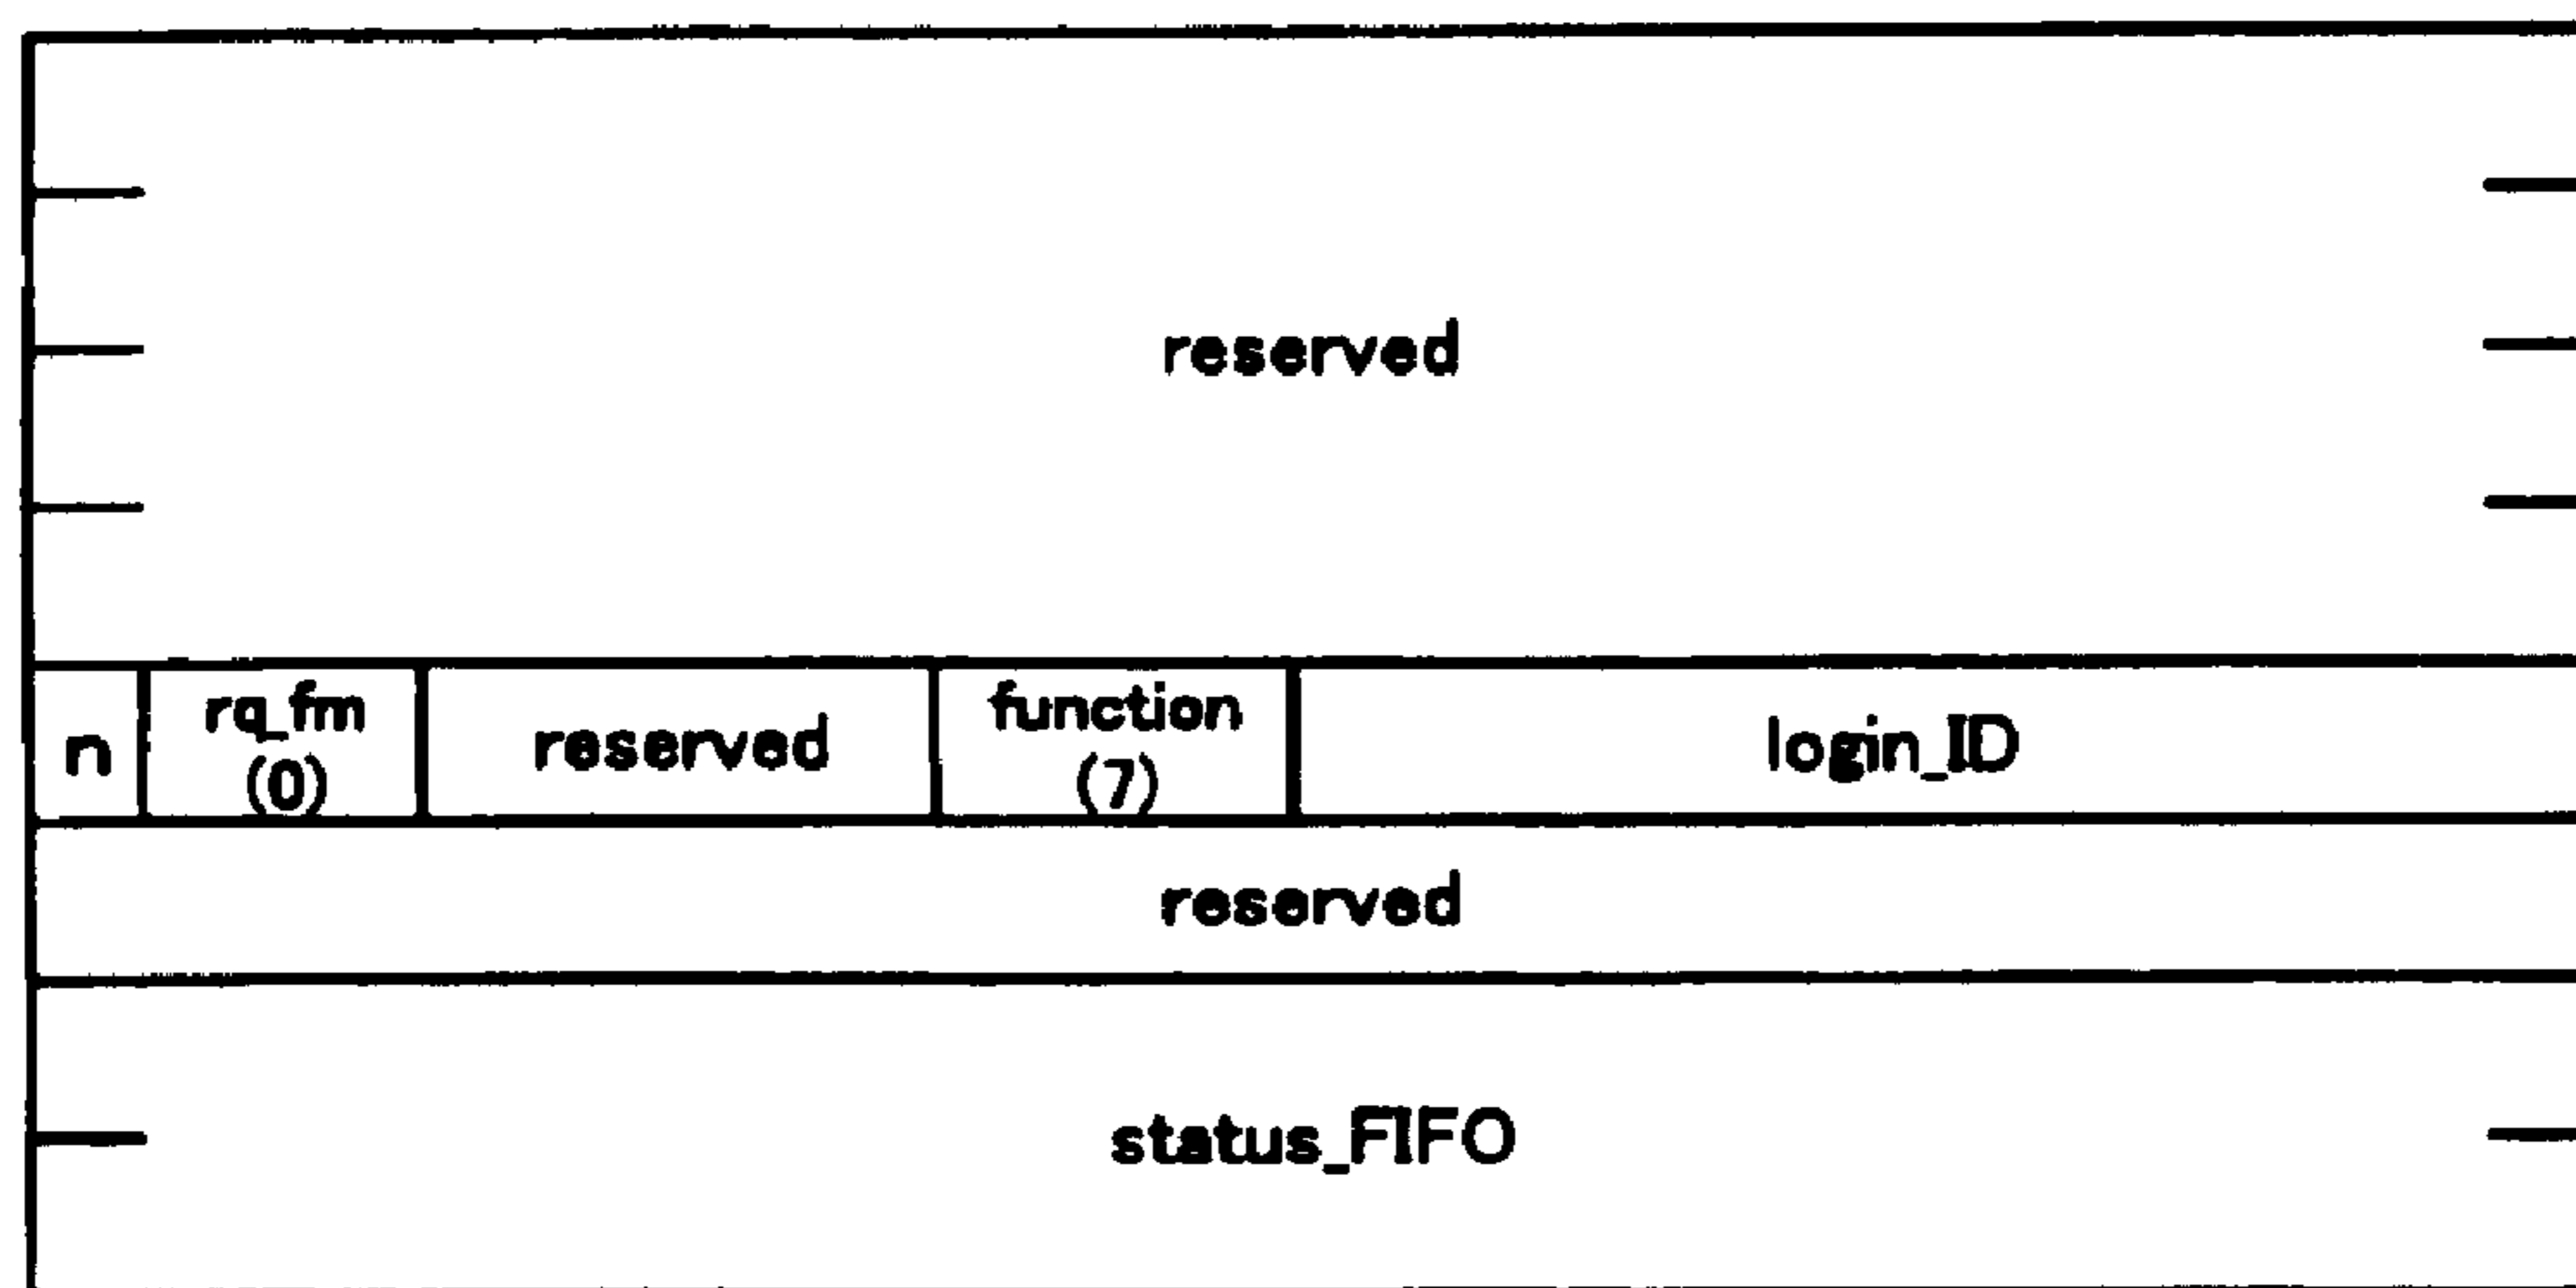 reserved
n
rq_fm
(0)
reserved
function
(7)
login_ID
reserved
status_FIFO